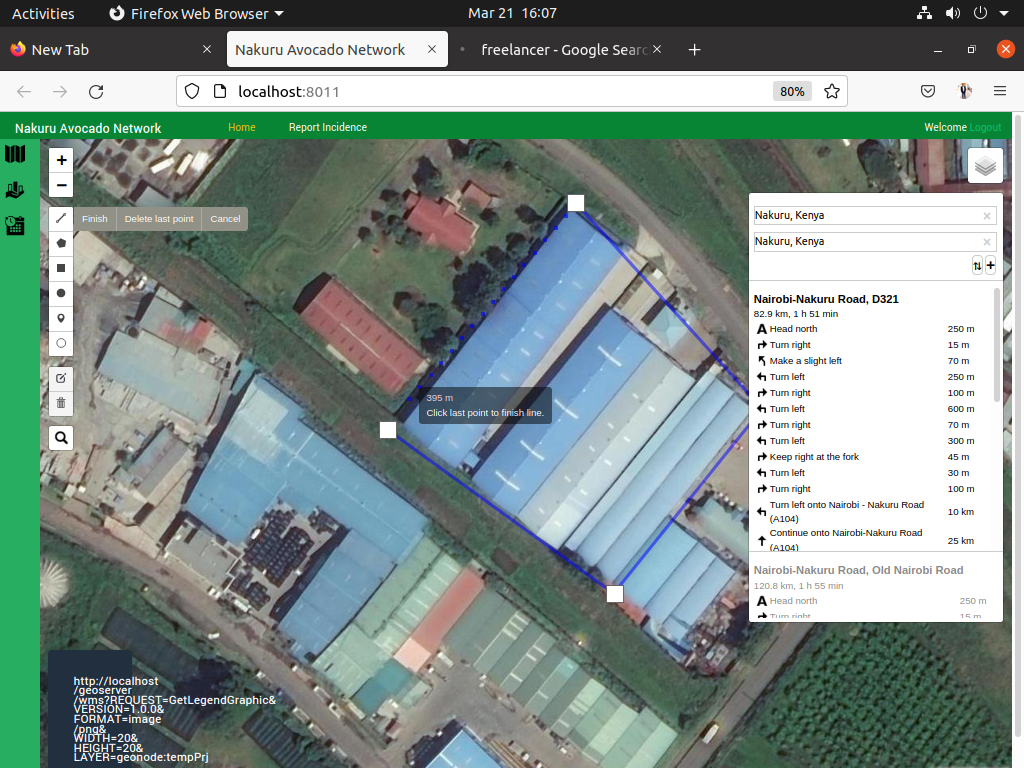 Activities
Firefox Web Browser
Mar 21 16:07
New Tab
Nakuru Avocado Network
freelancer - Google Searc
localhost:8011
80%
Nakuru Avocado Network
Home
Report Incidence
Welcome Logout
+
−
Finish
Delete last point
Cancel
395 m
Click last point to finish line.
Nakuru, Kenya
Nakuru, Kenya
+
Nairobi-Nakuru Road, D321
82.9 km, 1 h 51 min
A Head north 250 m
Turn right 15 m
Make a slight left 70 m
Turn left 250 m
Turn right 100 m
Turn left 600 m
Turn right 70 m
Turn left 300 m
Keep right at the fork 45 m
Turn left 30 m
Turn right 100 m
Turn left onto Nairobi - Nakuru Road
(A104) 10 km
Continue onto Nairobi-Nakuru Road
(A104) 25 km
Nairobi-Nakuru Road, Old Nairobi Road
120.8 km, 1 h 55 min
A Head north 250 m
Turn right 15 m
http://localhost
/geoserver
/wms?REQUEST=GetLegendGraphic&
VERSION=1.0.0&
FORMAT=image
/png&
WIDTH=20&
HEIGHT=20&
LAYER=geonode:tempPrj